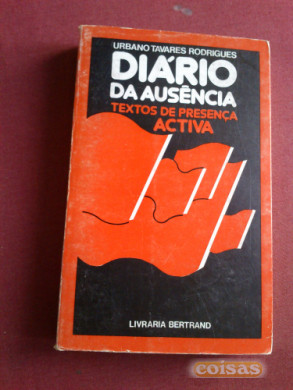 URBANO TAVARES RODRIGUES
DIÁRIO
DA AUSÊNCIA
TEXTOS DE PRESENÇA
ACTIVA
LIVRARIA BERTRAND
coisas